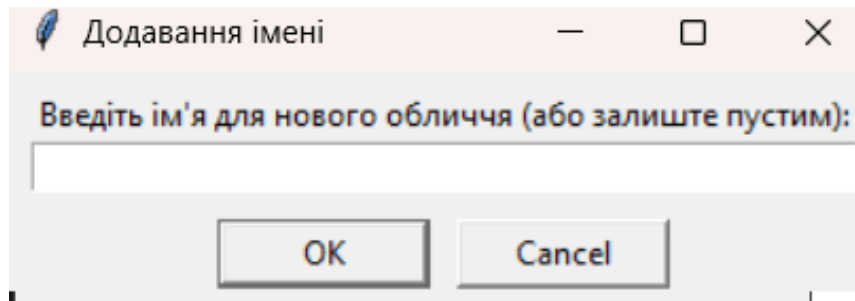 Додавання імені
Введіть ім'я для нового обличчя (або залиште пустим):
OK Cancel